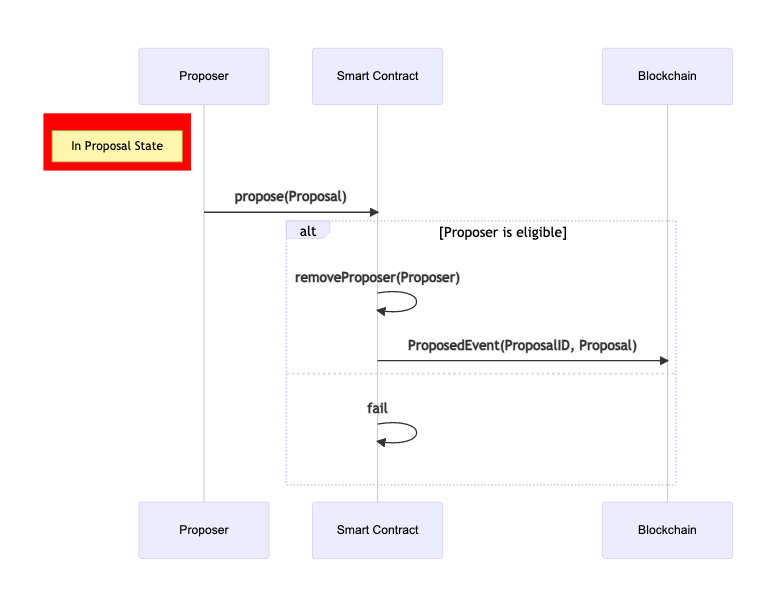 Proposer
Smart Contract
Blockchain
In Proposal State
propose(Proposal)
alt
[Proposer is eligible]
removeProposer(Proposer)
ProposedEvent(ProposalID, Proposal)
fail
Proposer
Smart Contract
Blockchain